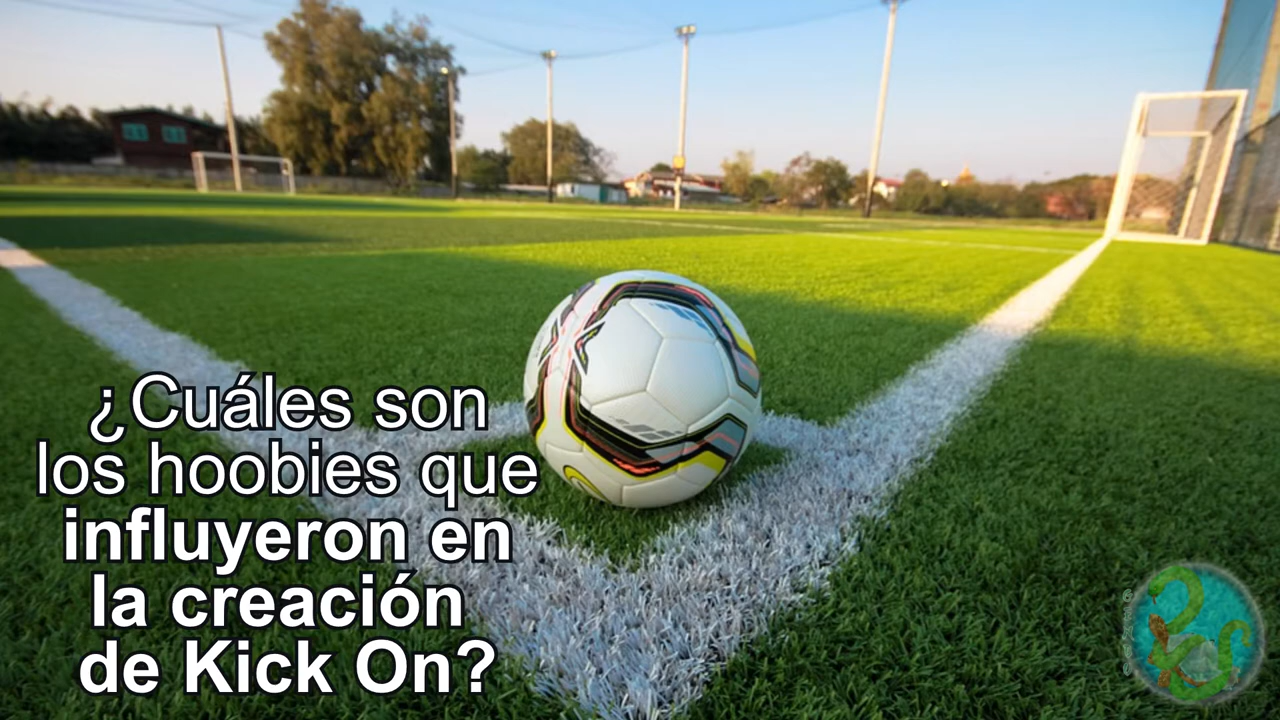 ¿Cuáles son
los hoobies que
influyeron en
la creación
de Kick On?